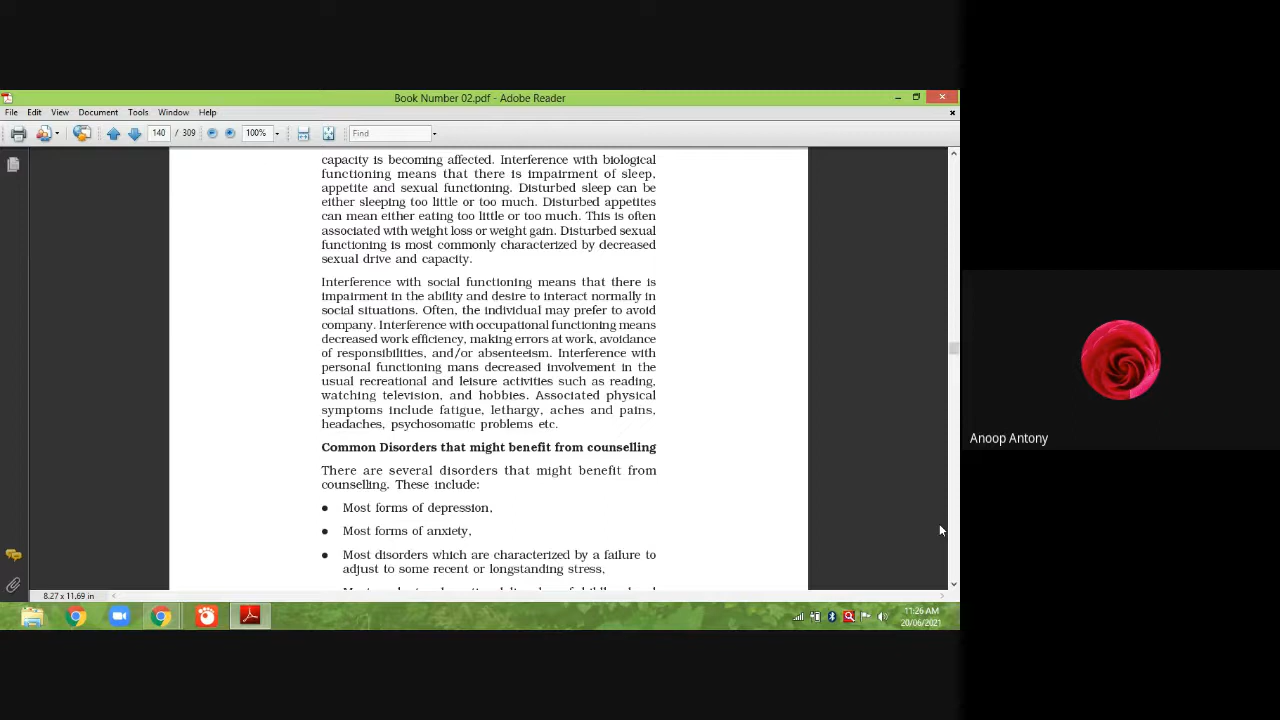 Book Number 02.pdf - Adobe Reader
File Edit View Document Tools Window Help
140 / 309 100% Find
capacity is becoming affected. Interference with biological
functioning means that there is impairment of sleep,
appetite and sexual functioning. Disturbed sleep can be
either sleeping too little or too much. Disturbed appetites
can mean either eating too little or too much. This is often
associated with weight loss or weight gain. Disturbed sexual
functioning is most commonly characterized by decreased
sexual drive and capacity.
Interference with social functioning means that there is
impairment in the ability and desire to interact normally in
social situations. Often, the individual may prefer to avoid
company. Interference with occupational functioning means
decreased work efficiency, making errors at work, avoidance
of responsibilities, and/or absenteeism. Interference with
personal functioning mans decreased involvement in the
usual recreational and leisure activities such as reading,
watching television, and hobbies. Associated physical
symptoms include fatigue, lethargy, aches and pains,
headaches, psychosomatic problems etc.
Common Disorders that might benefit from counselling
There are several disorders that might benefit from
counselling. These include:
● Most forms of depression,
● Most forms of anxiety,
● Most disorders which are characterized by a failure to
adjust to some recent or longstanding stress,
8.27 x 11.69 in
11:26 AM
20/06/2021
Anoop Antony